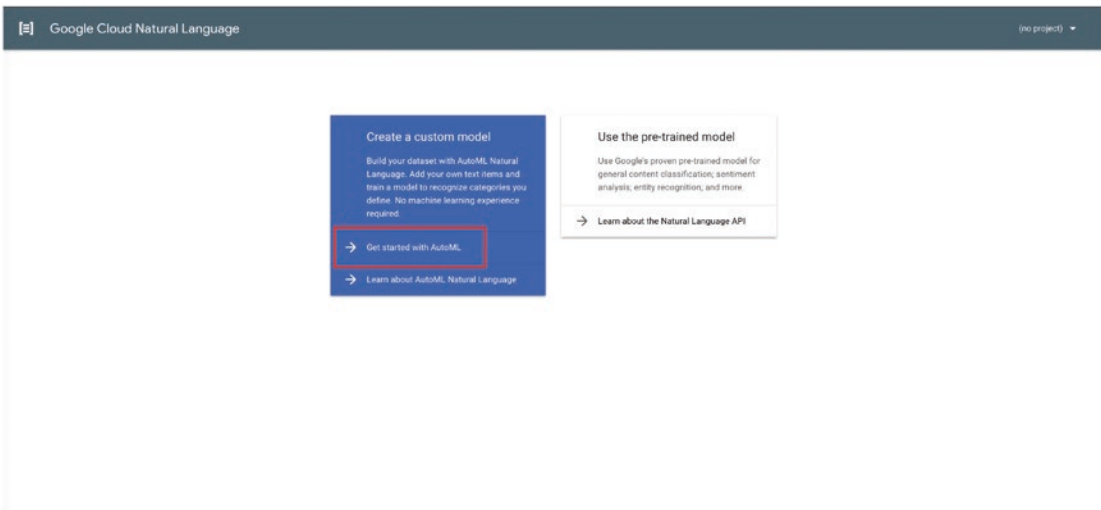 Google Cloud Natural Language
(no project)
Create a custom model
Build your dataset with AutoML Natural
Language. Add your own text items and
train a model to recognize categories you
define. No machine learning experience
required.
Get started with AutoML
Learn about AutoML Natural Language
Use the pre-trained model
Use Google's proven pre-trained model for
general content classification; sentiment
analysis; entity recognition; and more.
Learn about the Natural Language API